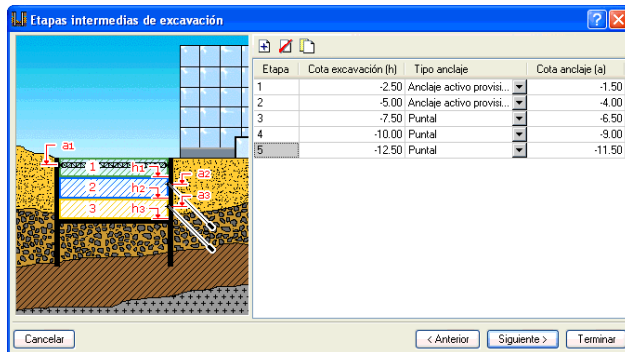 Etapas intermedias de excavación
Etapa Cota excavación (h) Tipo anclaje Cota anclaje (a)
1 -2.50 Anclaje activo provisi... -1.50
2 -5.00 Anclaje activo provisi... -4.00
3 -7.50 Puntal -6.50
4 -10.00 Puntal -9.00
5 -12.50 Puntal -11.50
a1
1 h1
a2
2 h2
a3
3 h3
Cancelar < Anterior Siguiente > Terminar